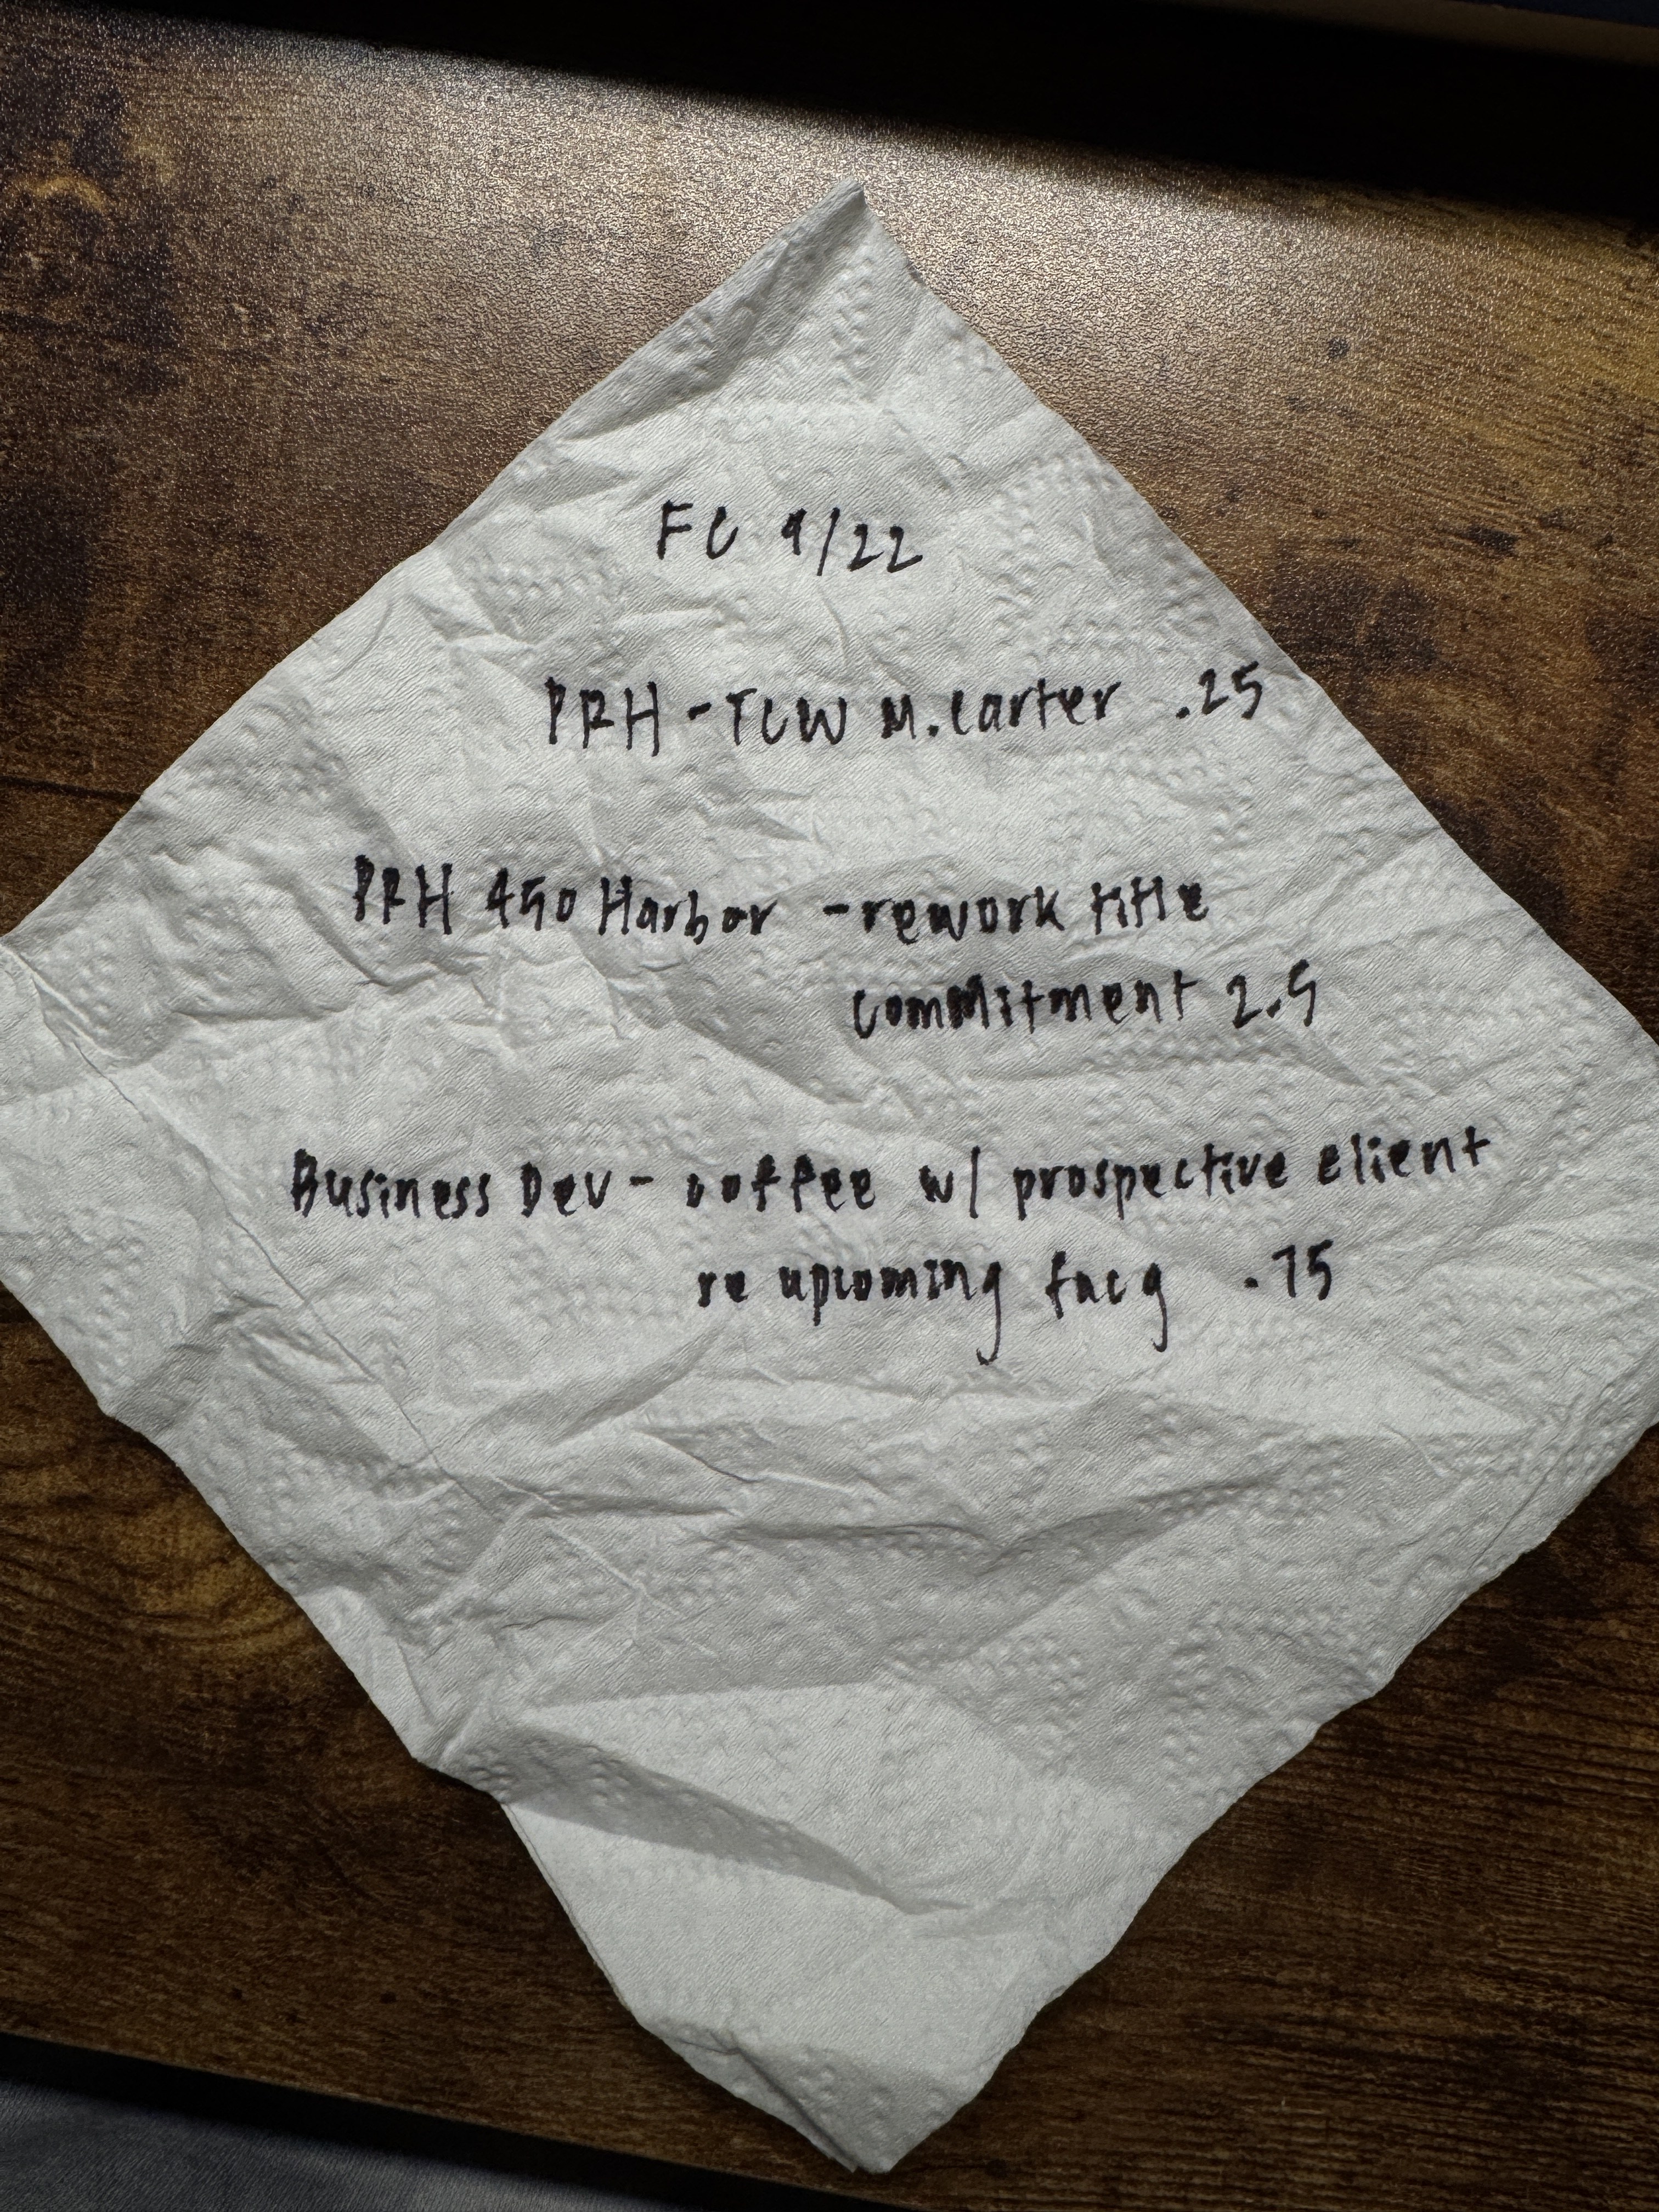 FC 9/22
PRH - TCW M. Carter .25
PRH 450 Harbor - rework title
commitment 2.5
Business Dev - coffee w/ prospective client
re upcoming facg .75